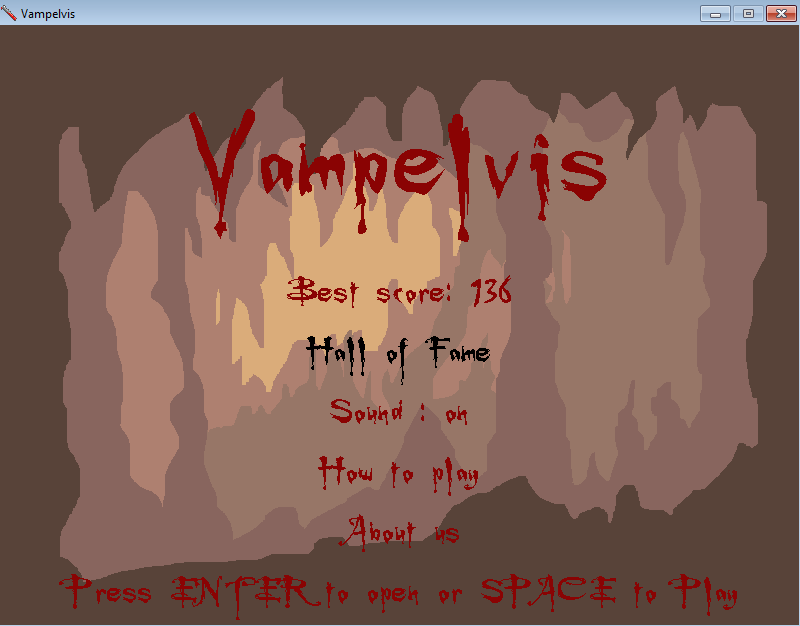 Vampelvis
Vampelvis
Best score: 136
Hall of Fame
Sound : on
How to play
About us
Press ENTER to open or SPACE to Play